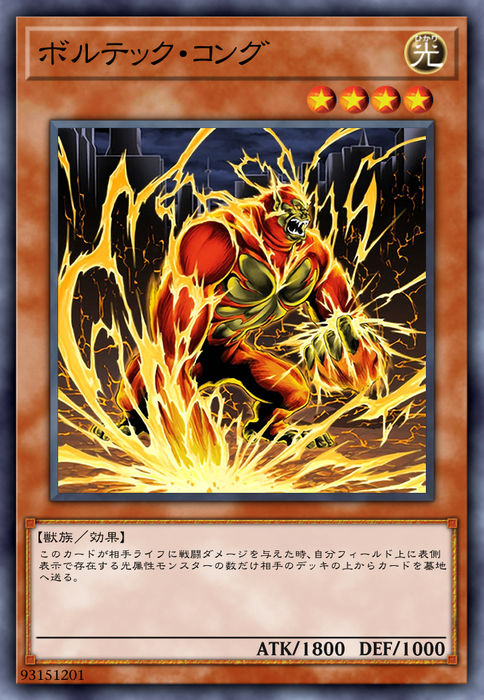 ボルテック・コング
ひかり
光
【獣族／効果】
このカードが相手ライフに戦闘ダメージを与えた時、自分フィールド上に表側
表示で存在する光属性モンスターの数だけ相手のデッキの上からカードを墓地
へ送る。
ATK/1800 DEF/1000
93151201